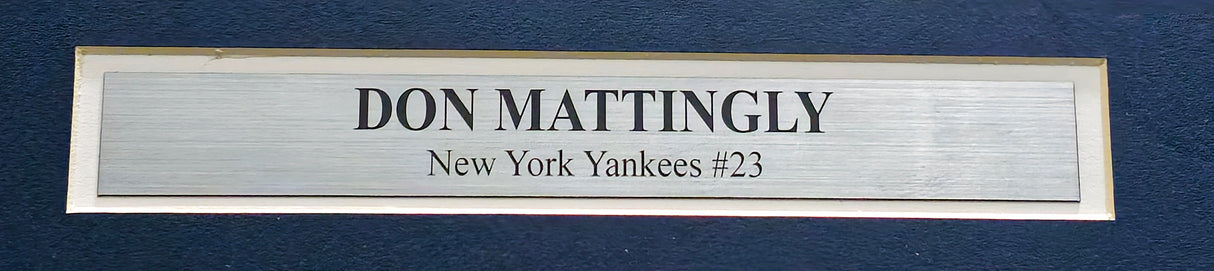 DON MATTINGLY
New York Yankees #23